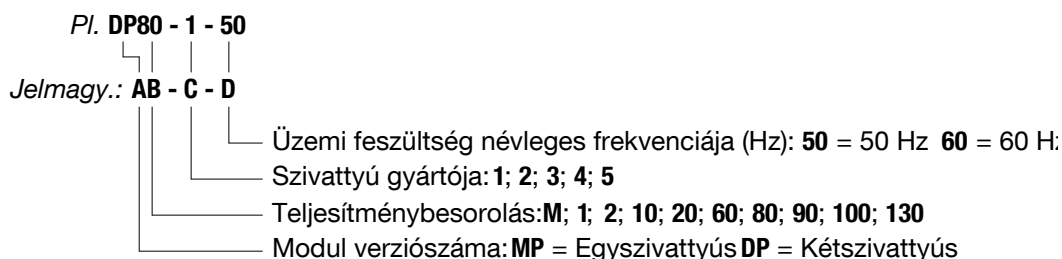 Pl. DP80 - 1 - 50
Jelmagy.: AB - C - D
Üzemi feszültség névleges frekvenciája (Hz): 50 = 50 Hz 60 = 60 Hz
Szivattyú gyártója: 1; 2; 3; 4; 5
Teljesítménybesorolás: M; 1; 2; 10; 20; 60; 80; 90; 100; 130
Modul verziószáma: MP = Egyszivattyús DP = Kétszivattyús